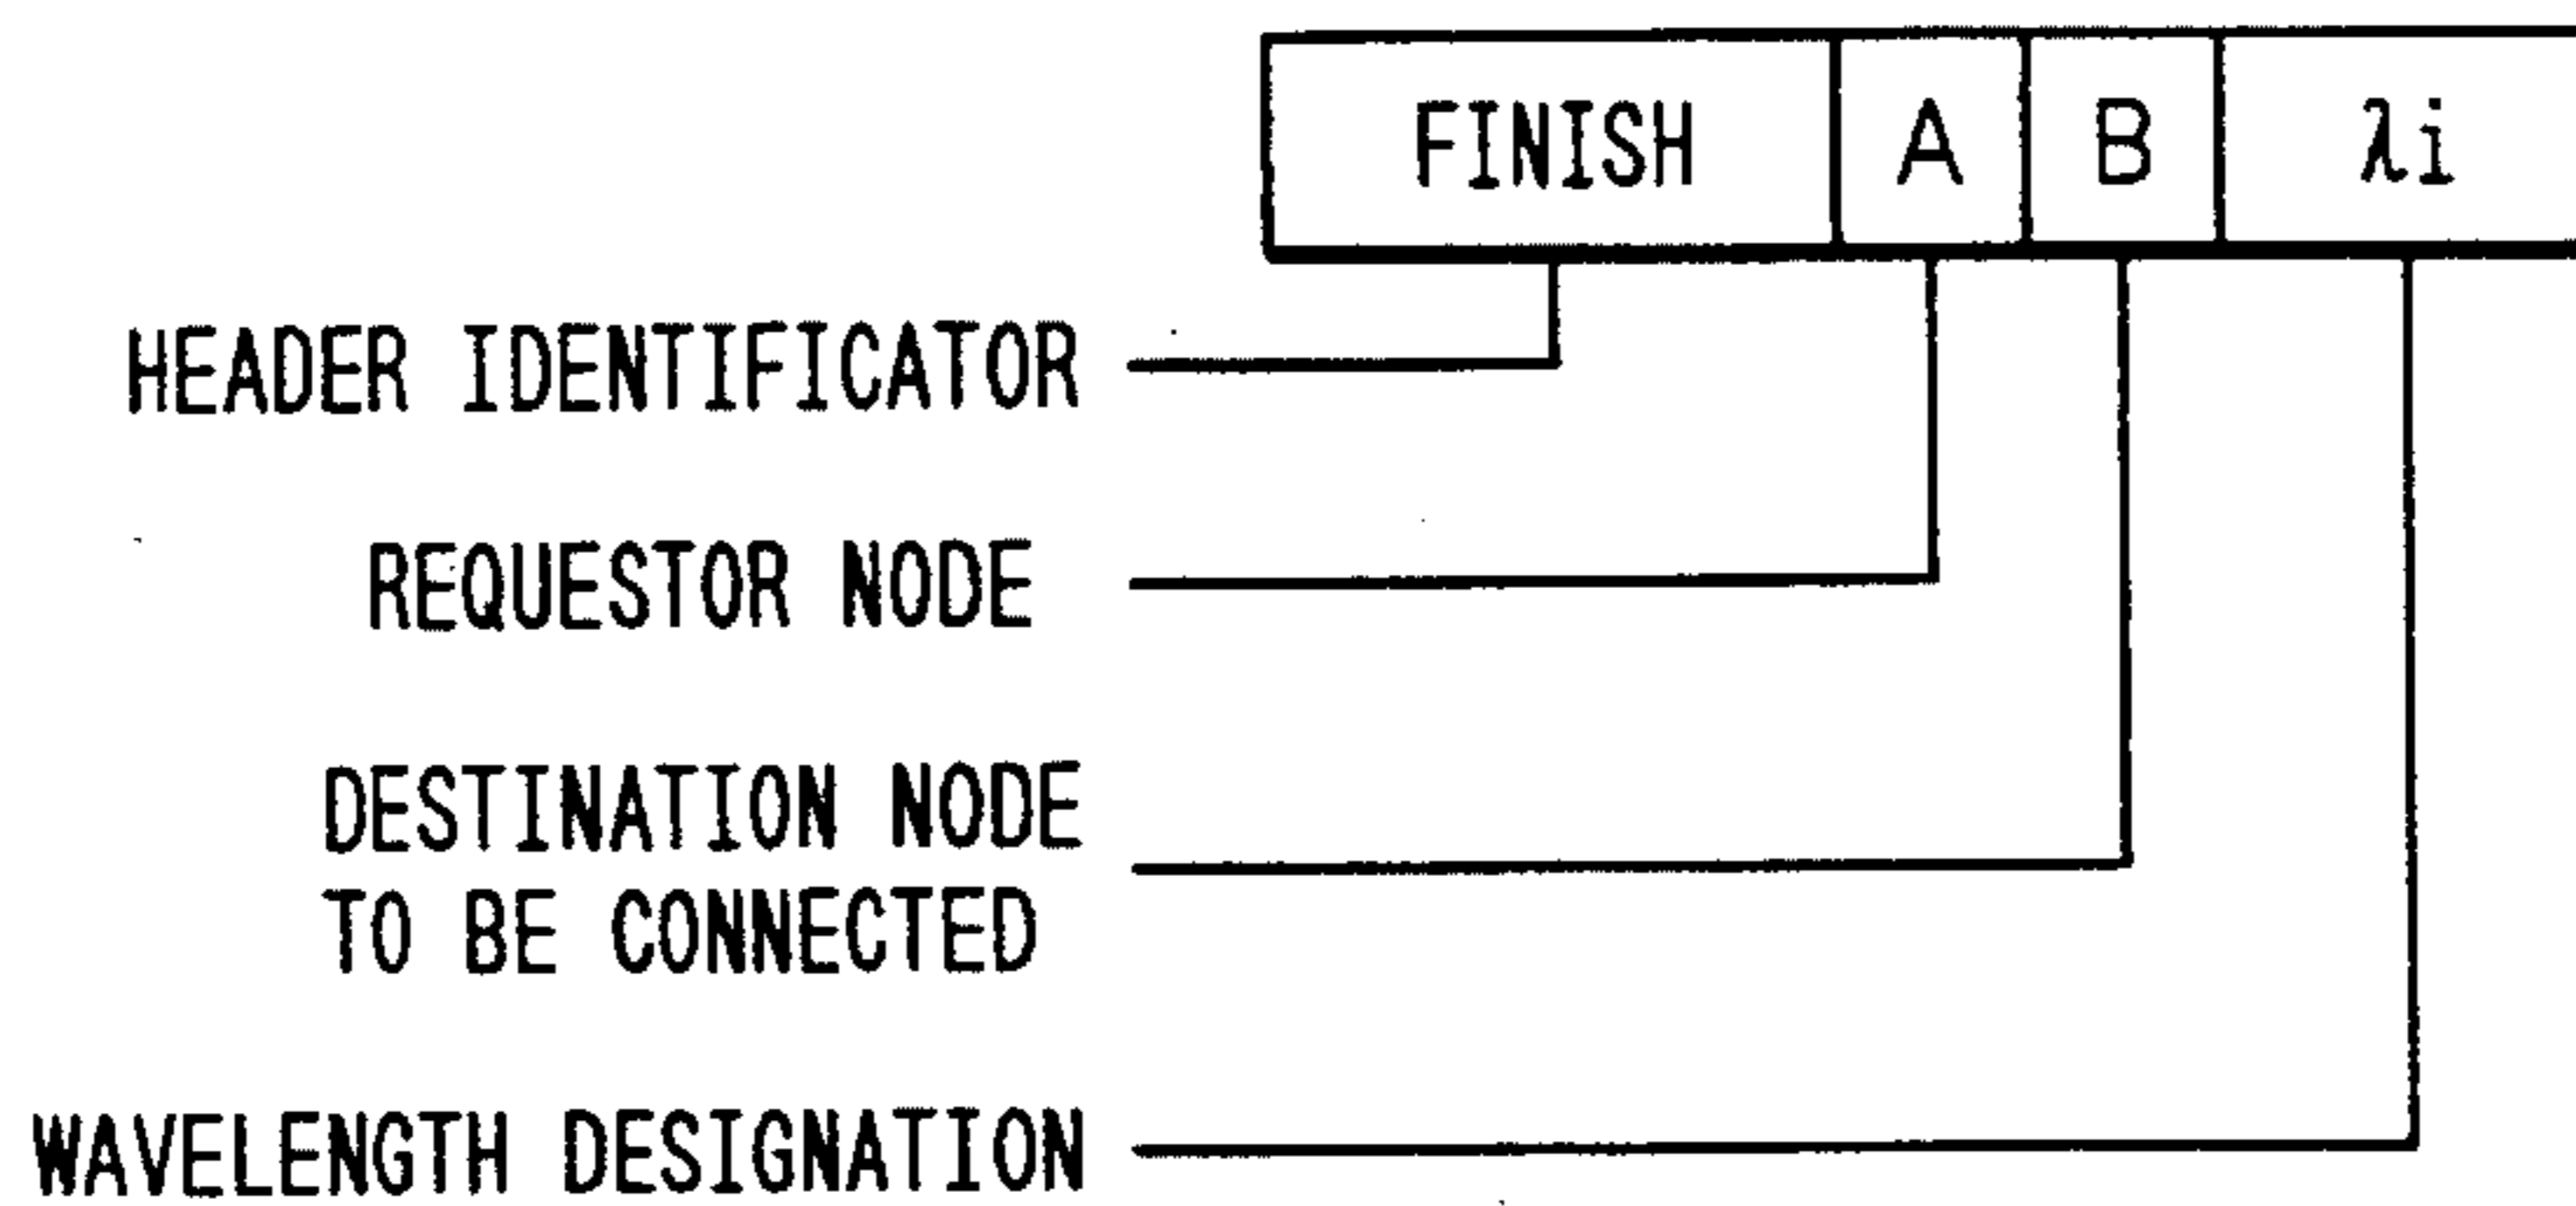 FINISH A B λi
HEADER IDENTIFICATOR
REQUESTOR NODE
DESTINATION NODE
TO BE CONNECTED
WAVELENGTH DESIGNATION